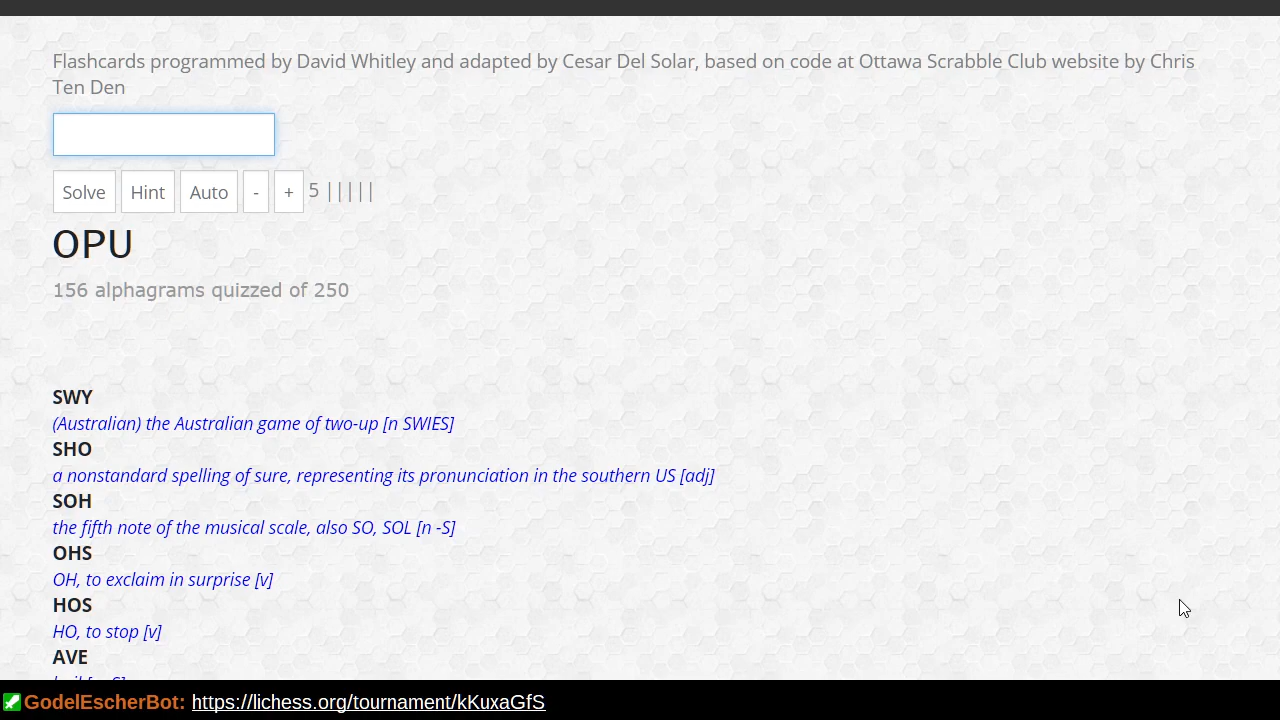 Flashcards programmed by David Whitley and adapted by Cesar Del Solar, based on code at Ottawa Scrabble Club website by Chris
Ten Den
Solve Hint Auto - + 5 |||||
OPU
156 alphagrams quizzed of 250
SWY
(Australian) the Australian game of two-up [n SWIES]
SHO
a nonstandard spelling of sure, representing its pronunciation in the southern US [adj]
SOH
the fifth note of the musical scale, also SO, SOL [n -S]
OHS
OH, to exclaim in surprise [v]
HOS
HO, to stop [v]
AVE
GodelEscherBot: https://lichess.org/tournament/kKuxaGfS